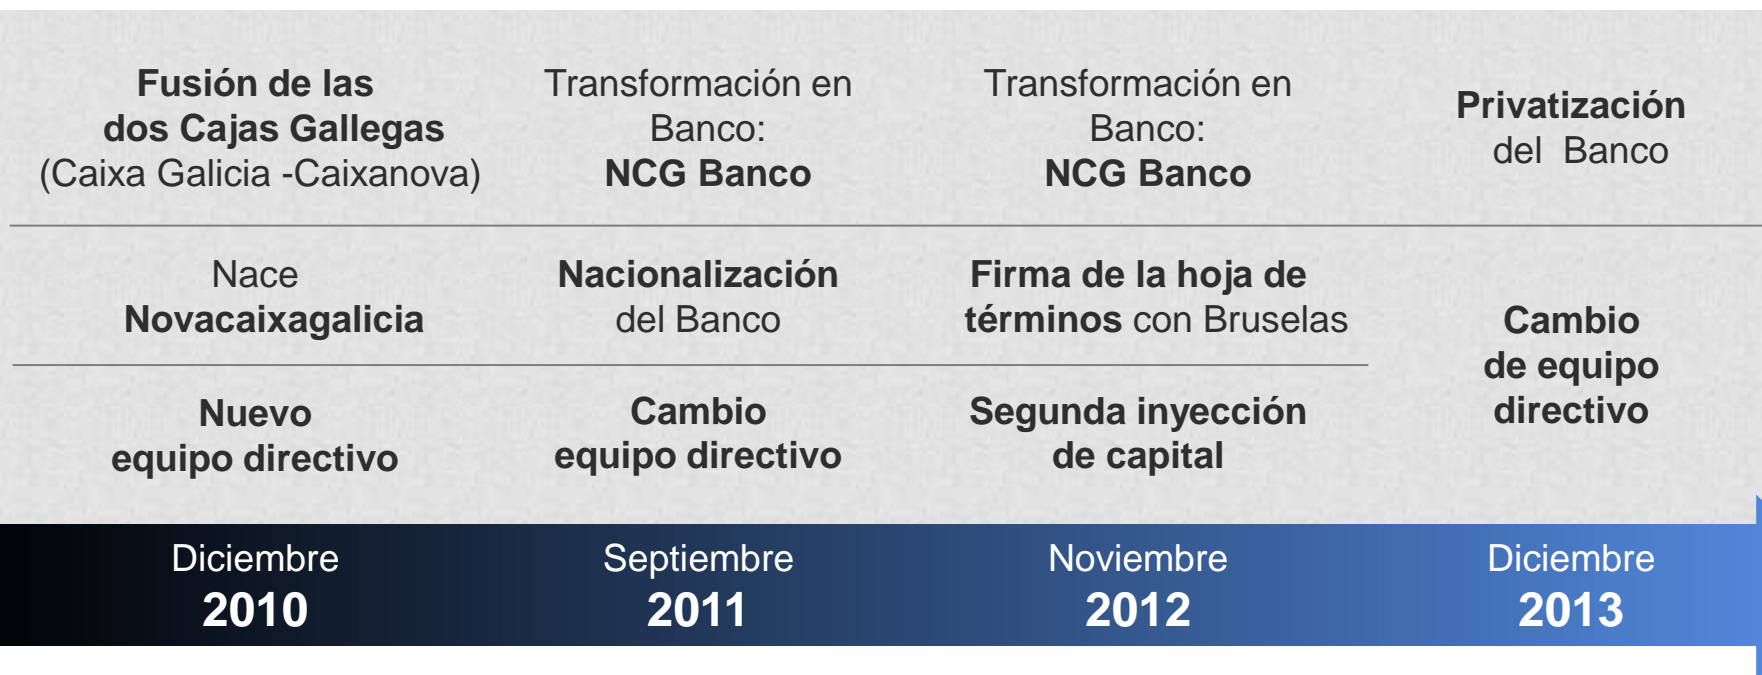 Fusión de las
dos Cajas Gallegas
(Caixa Galicia -Caixanova)
Nace
Novacaixagalicia
Nuevo
equipo directivo
Diciembre
2010
Transformación en
Banco:
NCG Banco
Nacionalización
del Banco
Cambio
equipo directivo
Septiembre
2011
Transformación en
Banco:
NCG Banco
Firma de la hoja de
términos con Bruselas
Segunda inyección
de capital
Noviembre
2012
Privatización
del Banco
Cambio
de equipo
directivo
Diciembre
2013